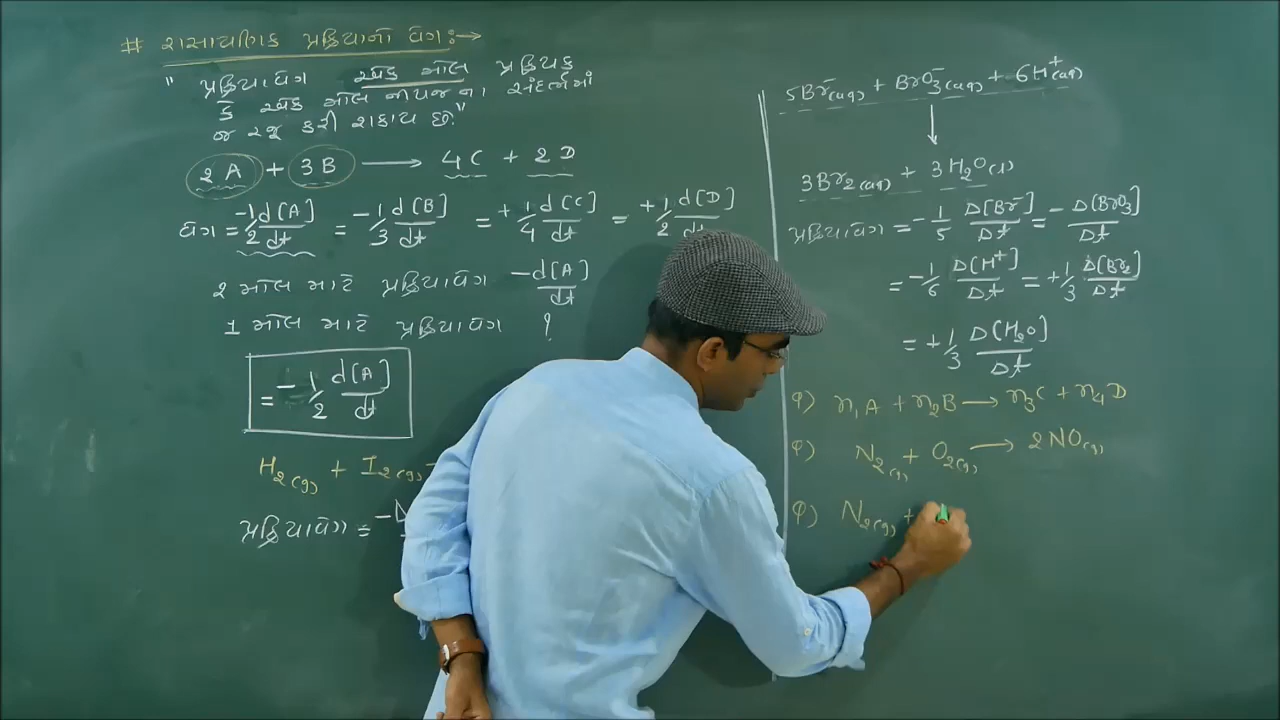 # રાસાયણિક પ્રક્રિયાનો વેગ :→
" પ્રક્રિયાવેગ એક મોલ પ્રક્રિયક
કે એક મોલ નીપજના સંદર્ભમાં
જ રજૂ કરી શકાય છે."
2A + 3B → 4C + 2D
વેગ = -1/2 d[A]/dt = -1/3 d[B]/dt = +1/4 d[C]/dt = +1/2 d[D]/dt
2 મોલ માટે પ્રક્રિયાવેગ -d[A]/dt
1 મોલ માટે પ્રક્રિયાવેગ ?
= -1/2 d[A]/dt
H2(g) + I2(g)
પ્રક્રિયાવેગ = -Δ
5Br⁻(aq) + BrO3⁻(aq) + 6H⁺(aq)
↓
3Br2(aq) + 3H2O(l)
પ્રક્રિયાવેગ = -1/5 Δ[Br⁻]/Δt = -Δ[BrO3⁻]/Δt
= -1/6 Δ[H⁺]/Δt = +1/3 Δ[Br2]/Δt
= +1/3 Δ[H2O]/Δt
Q) n1A + n2B → n3C + n4D
Q) N2(g) + O2(g) → 2NO(g)
Q) N2(g) +